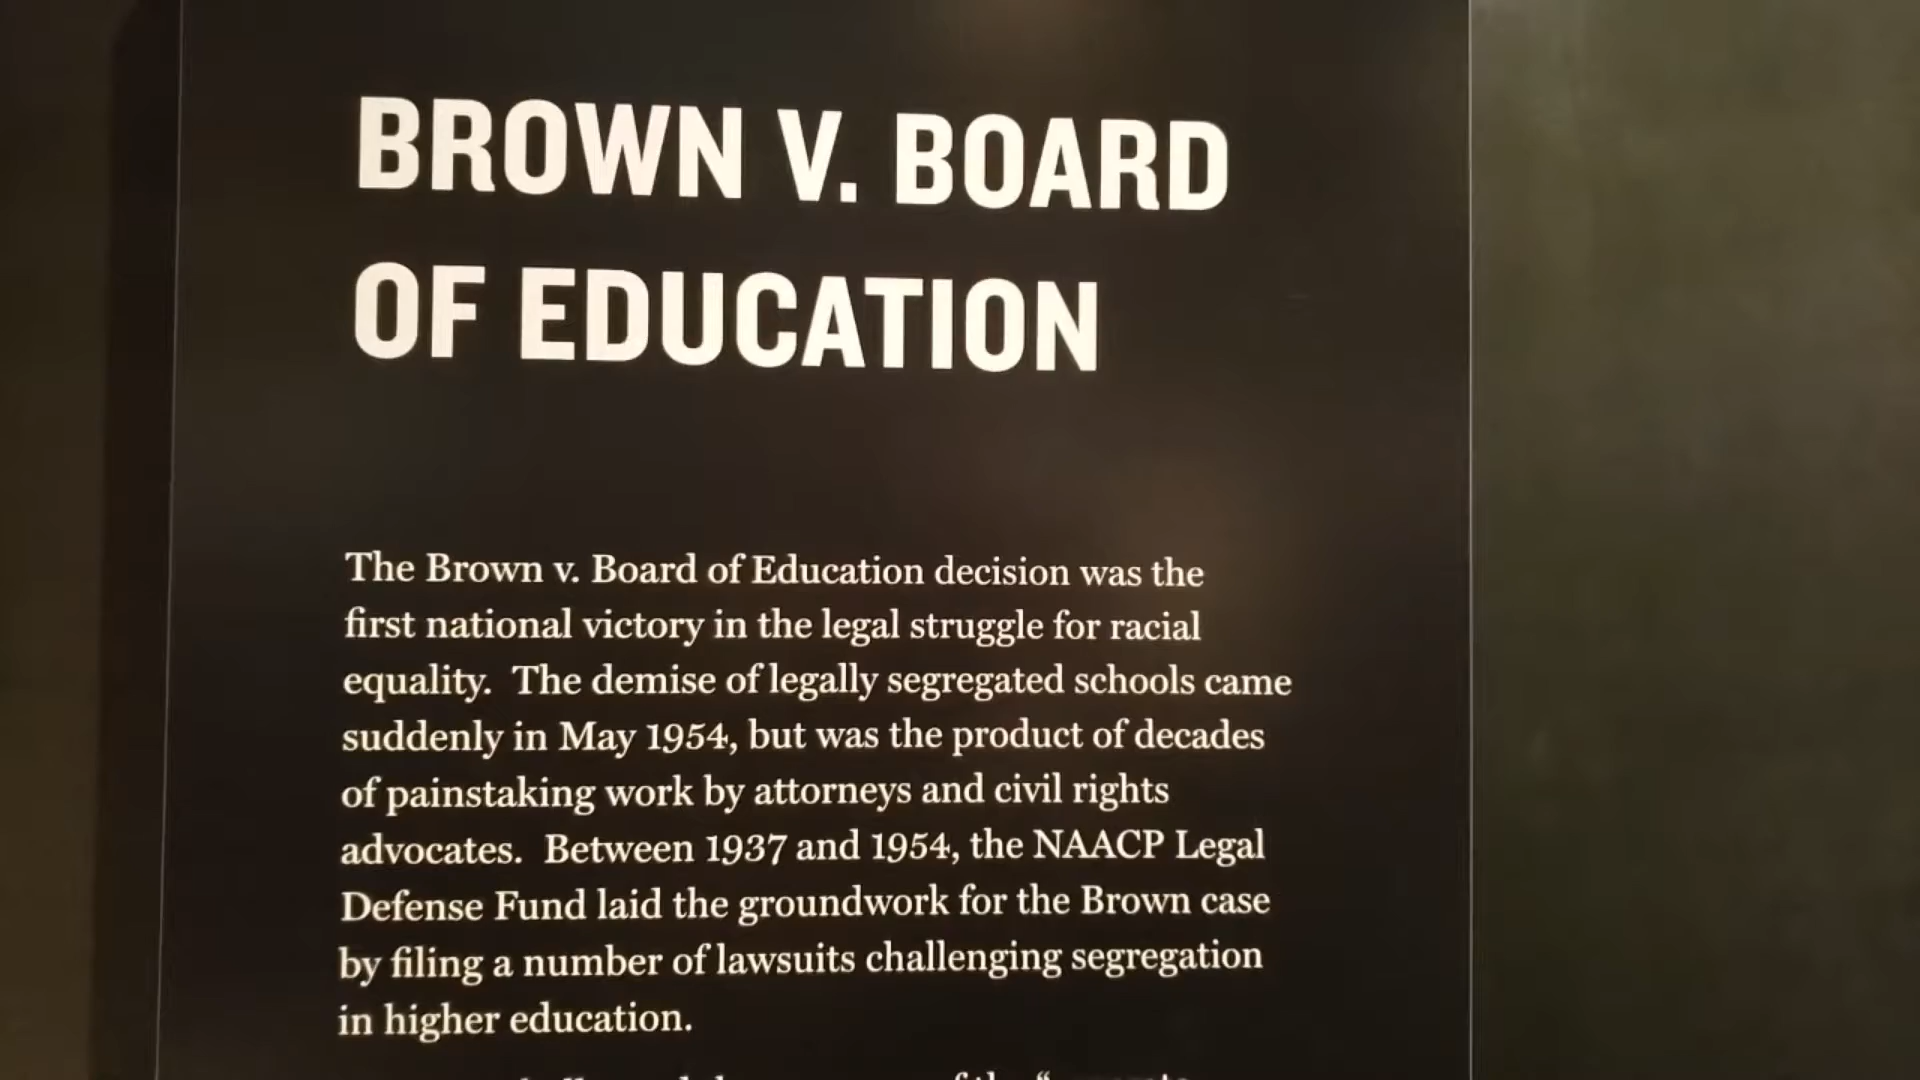 BROWN V. BOARD
OF EDUCATION
The Brown v. Board of Education decision was the
first national victory in the legal struggle for racial
equality.  The demise of legally segregated schools came
suddenly in May 1954, but was the product of decades
of painstaking work by attorneys and civil rights
advocates.  Between 1937 and 1954, the NAACP Legal
Defense Fund laid the groundwork for the Brown case
by filing a number of lawsuits challenging segregation
in higher education.